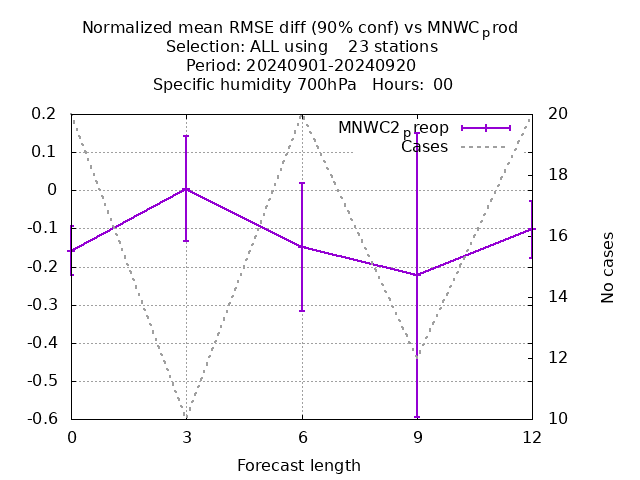 Normalized mean RMSE diff (90% conf) vs MNWCprod
Selection: ALL using    23 stations
Period: 20240901-20240920
Specific humidity 700hPa   Hours:  00
MNWC2preop
Cases
0.2
0.1
0
-0.1
-0.2
-0.3
-0.4
-0.5
-0.6
20
18
16
14
12
10
No cases
0 3 6 9 12
Forecast length